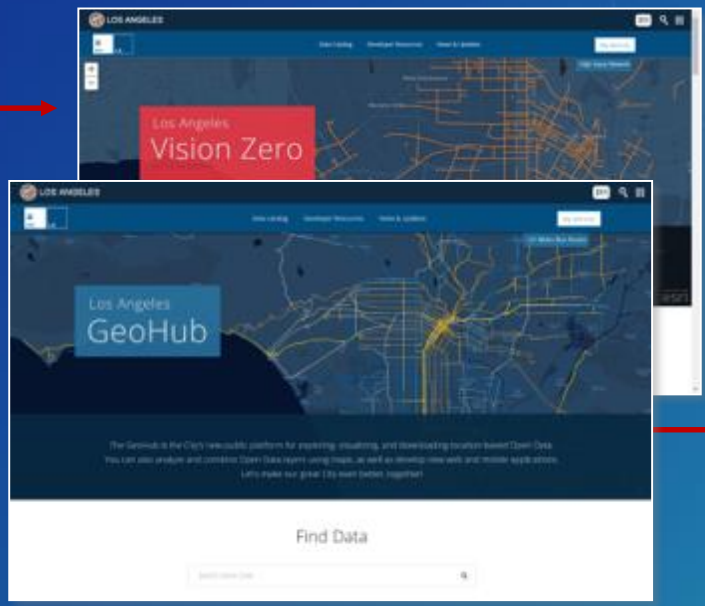 LOS ANGELES
Data Catalog Developer Resources News & Updates
Los Angeles
Vision Zero
esri
LOS ANGELES
Data Catalog Developer Resources News & Updates
Los Angeles
GeoHub
The GeoHub is the City's new public platform for exploring, visualizing, and downloading location based Open Data.
You can also analyze and combine Open Data layers using maps, as well as develop new web and mobile applications.
Let's make our great City even better, together!
Find Data